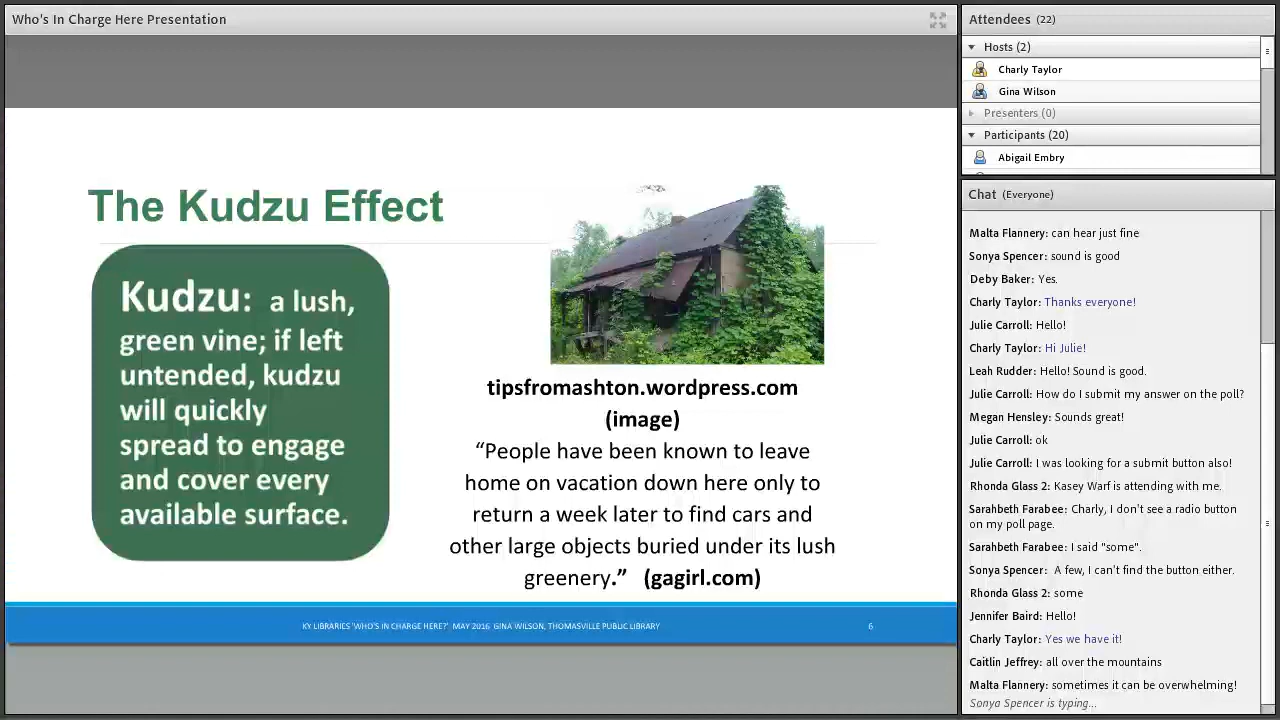 Who's In Charge Here Presentation
The Kudzu Effect
Kudzu: a lush,
green vine; if left
untended, kudzu
will quickly
spread to engage
and cover every
available surface.
tipsfromashton.wordpress.com
(image)
“People have been known to leave
home on vacation down here only to
return a week later to find cars and
other large objects buried under its lush
greenery.” (gagirl.com)
KY LIBRARIES 'WHO'S IN CHARGE HERE?' MAY 2016 GINA WILSON, THOMASVILLE PUBLIC LIBRARY
6
Attendees (22)
Hosts (2)
Charly Taylor
Gina Wilson
Presenters (0)
Participants (20)
Abigail Embry
Chat (Everyone)
Malta Flannery: can hear just fine
Sonya Spencer: sound is good
Deby Baker: Yes.
Charly Taylor: Thanks everyone!
Julie Carroll: Hello!
Charly Taylor: Hi Julie!
Leah Rudder: Hello! Sound is good.
Julie Carroll: How do I submit my answer on the poll?
Megan Hensley: Sounds great!
Julie Carroll: ok
Julie Carroll: I was looking for a submit button also!
Rhonda Glass 2: Kasey Warf is attending with me.
Sarahbeth Farabee: Charly, I don't see a radio button
on my poll page.
Sarahbeth Farabee: I said "some".
Sonya Spencer: A few, I can't find the button either.
Rhonda Glass 2: some
Jennifer Baird: Hello!
Charly Taylor: Yes we have it!
Caitlin Jeffrey: all over the mountains
Malta Flannery: sometimes it can be overwhelming!
Sonya Spencer is typing...